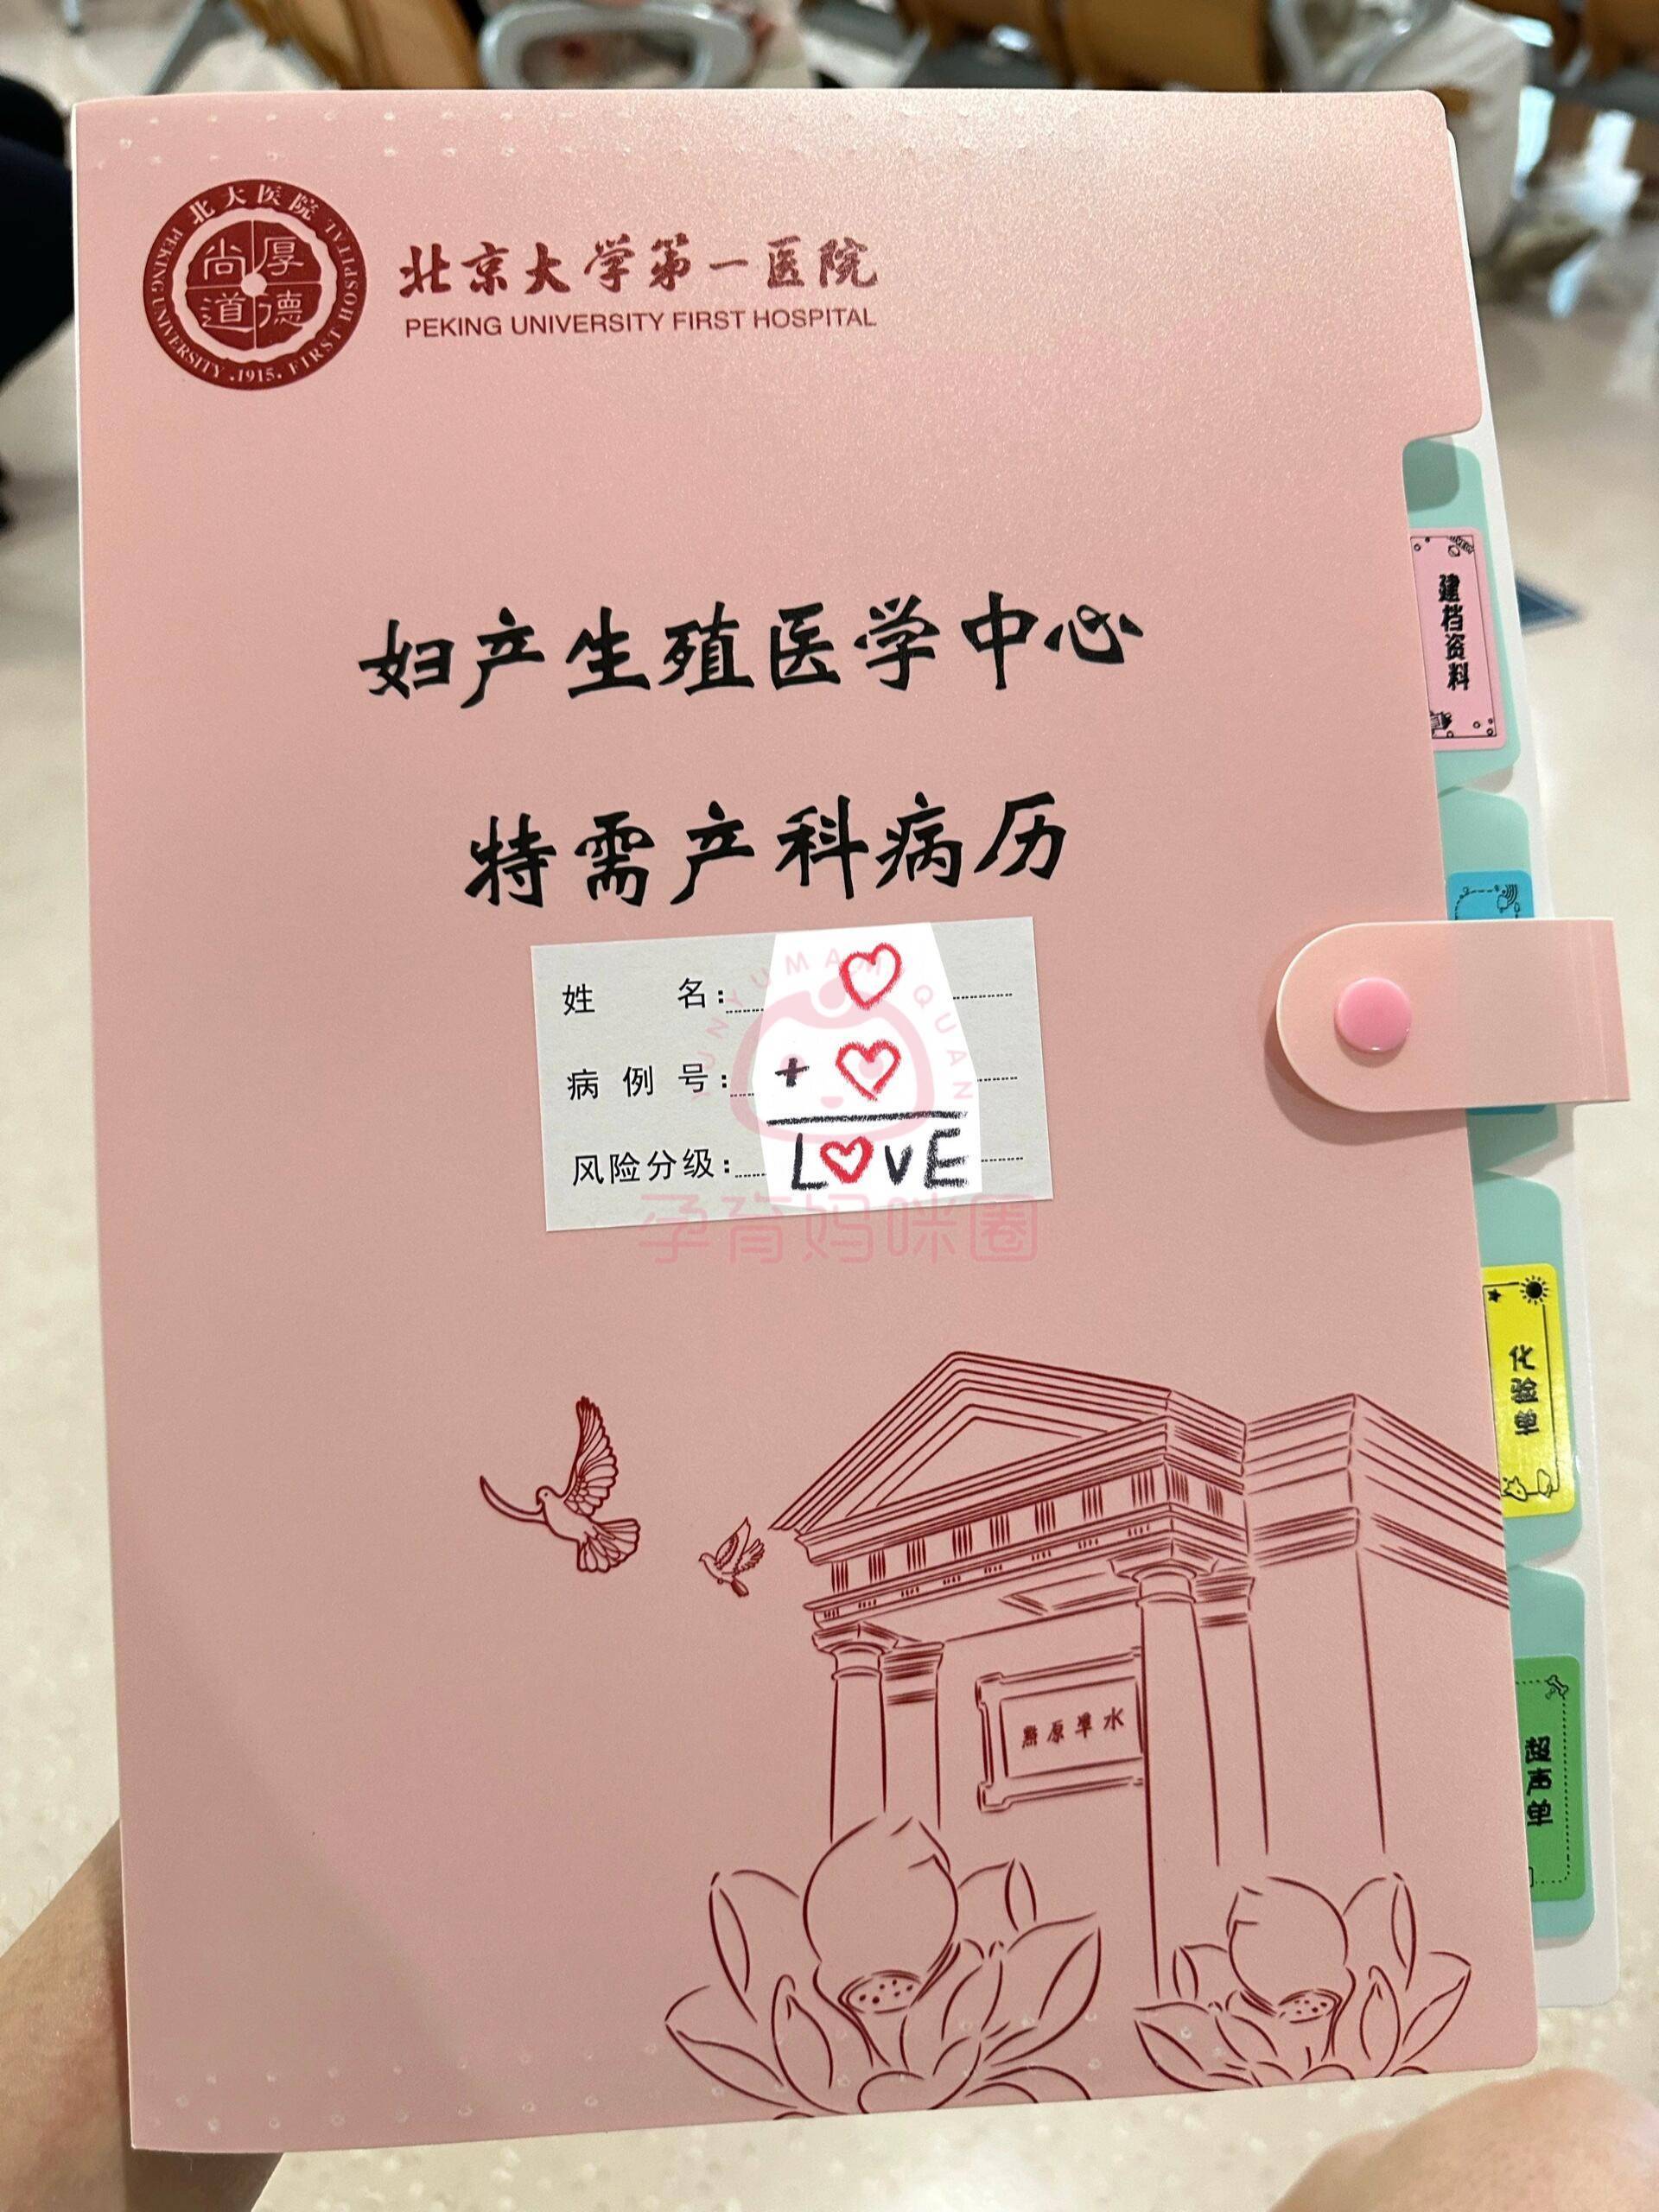 北大医院
PEKING UNIVERSITY FIRST HOSPITAL
·1915·
厚德
尚道
北京大学第一医院
PEKING UNIVERSITY FIRST HOSPITAL
妇产生殖医学中心
特需产科病历
姓 名:
病 例 号:
+
风险分级:
LOVE
YUNYUMAMIQUAN
孕育妈咪圈
建档资料
化验单
超声单
水準原點